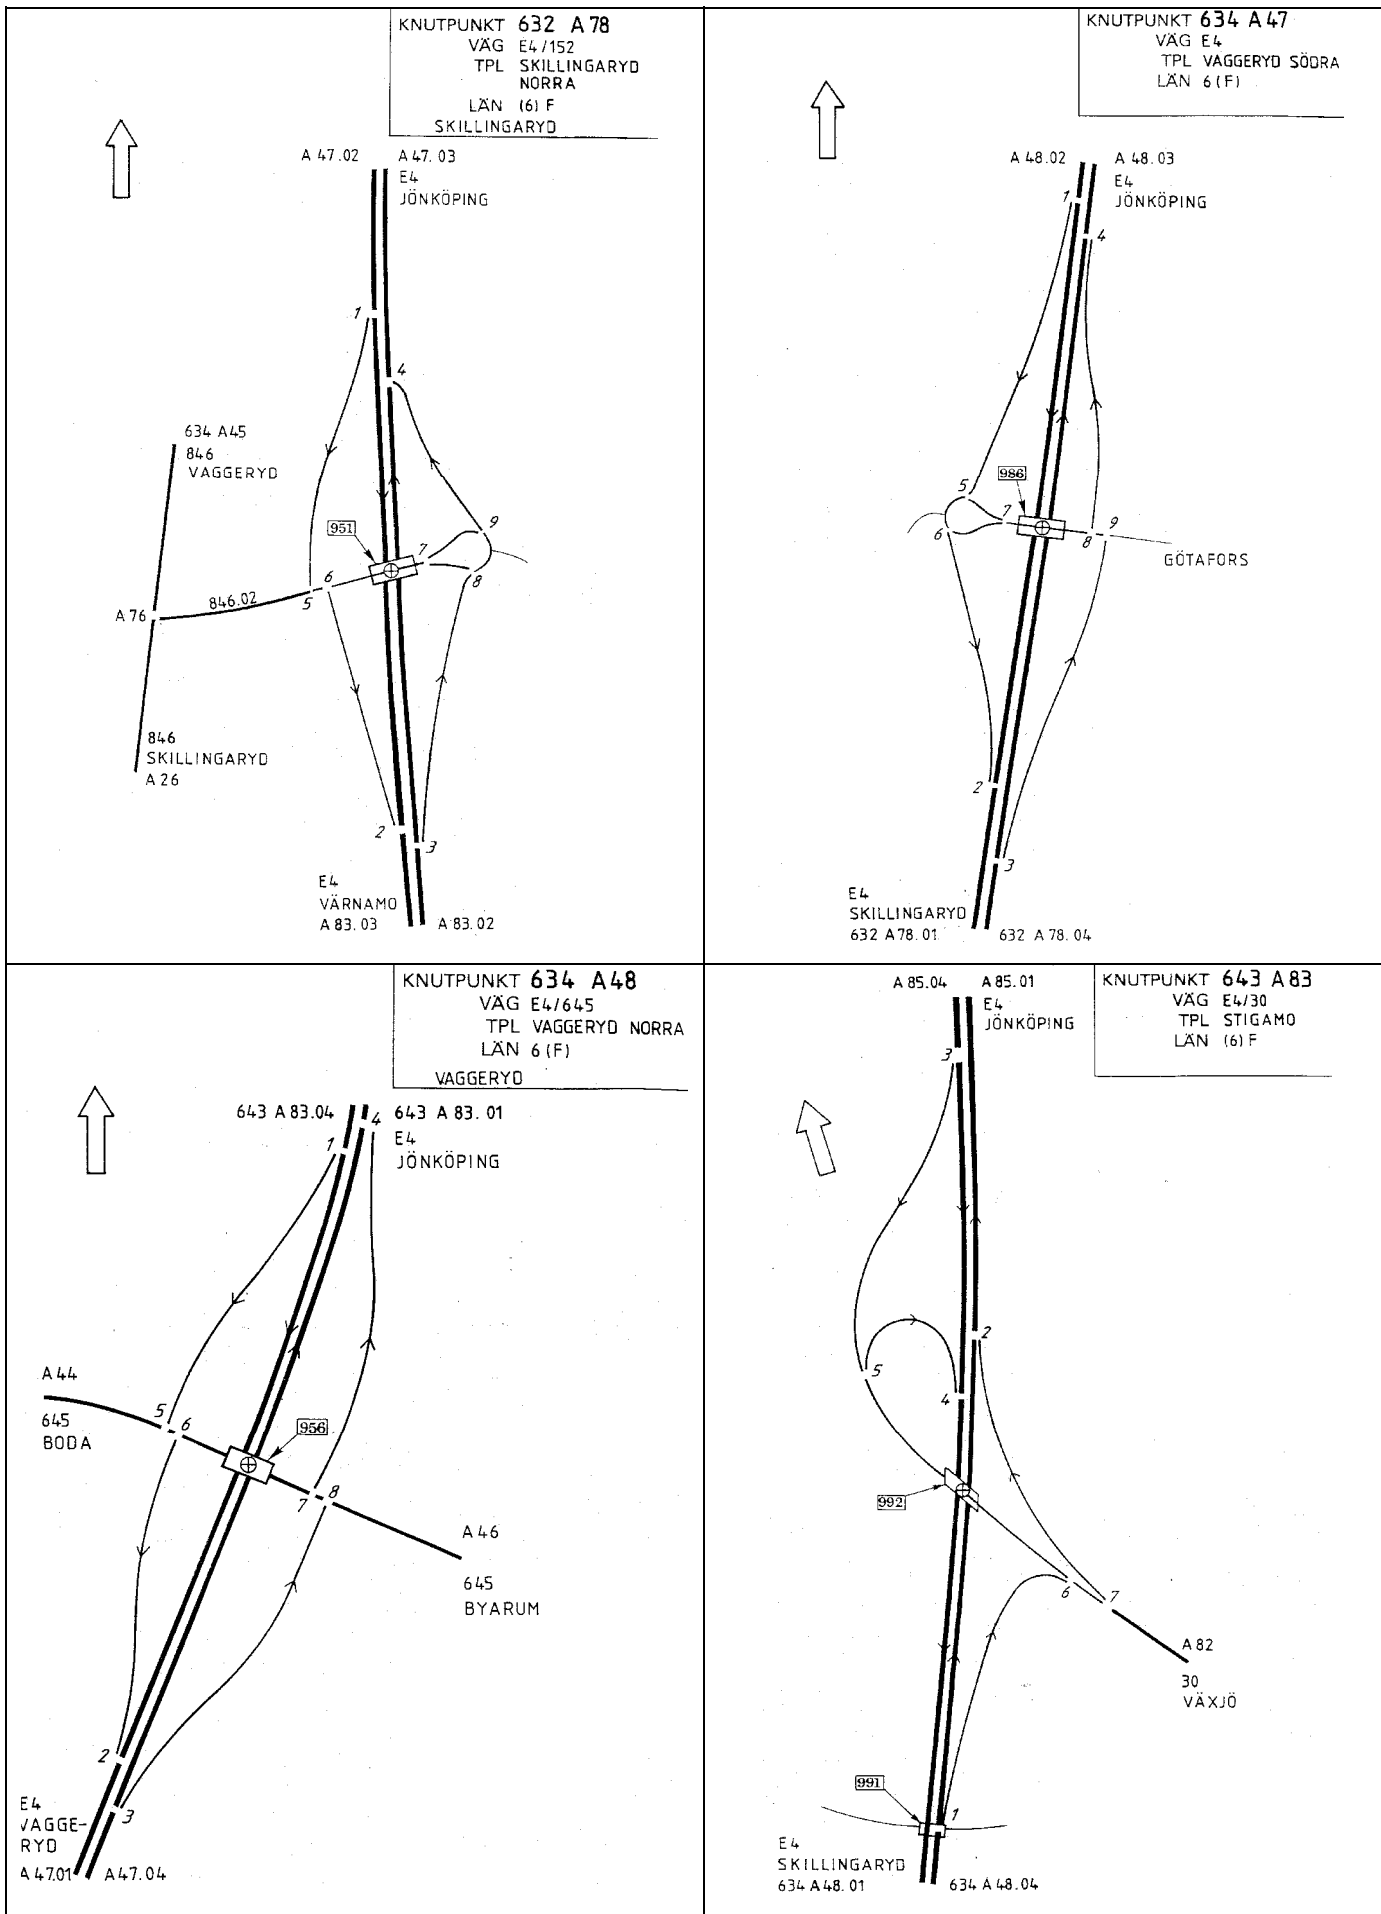 KNUTPUNKT 632 A 78
VÄG E4/152
TPL SKILLINGARYD
NORRA
LÄN (6) F
SKILLINGARYD
A 47.02 A 47.03
E4
JÖNKÖPING
1
4
634 A45
846
VAGGERYD
951
9
7
6
8
5
846.02
A 76
846
SKILLINGARYD
A 26
2
3
E4
VÄRNAMO
A 83.03 A 83.02
KNUTPUNKT 634 A 47
VÄG E4
TPL VAGGERYD SÖDRA
LÄN 6(F)
A 48.02 A 48.03
E4
JÖNKÖPING
1
4
986
5
7
9
6
8
GÖTAFORS
2
3
E4
SKILLINGARYD
632 A78.01 632 A78.04
KNUTPUNKT 634 A48
VÄG E4/645
TPL VAGGERYD NORRA
LÄN 6 (F)
VAGGERYD
643 A 83.04 4 643 A 83.01
1
E4
JÖNKÖPING
A 44
5
6
645
BODA
956
7
8
A 46
645
BYARUM
2
3
E4
VAGGE-
RYD
A 47.01 A 47.04
KNUTPUNKT 643 A 83
VÄG E4/30
TPL STIGAMO
LÄN (6) F
A 85.04 A 85.01
E4
JÖNKÖPING
3
2
5
4
992
6
7
A 82
30
VÄXJÖ
991
1
E4
SKILLINGARYD
634 A 48.01 634 A 48.04